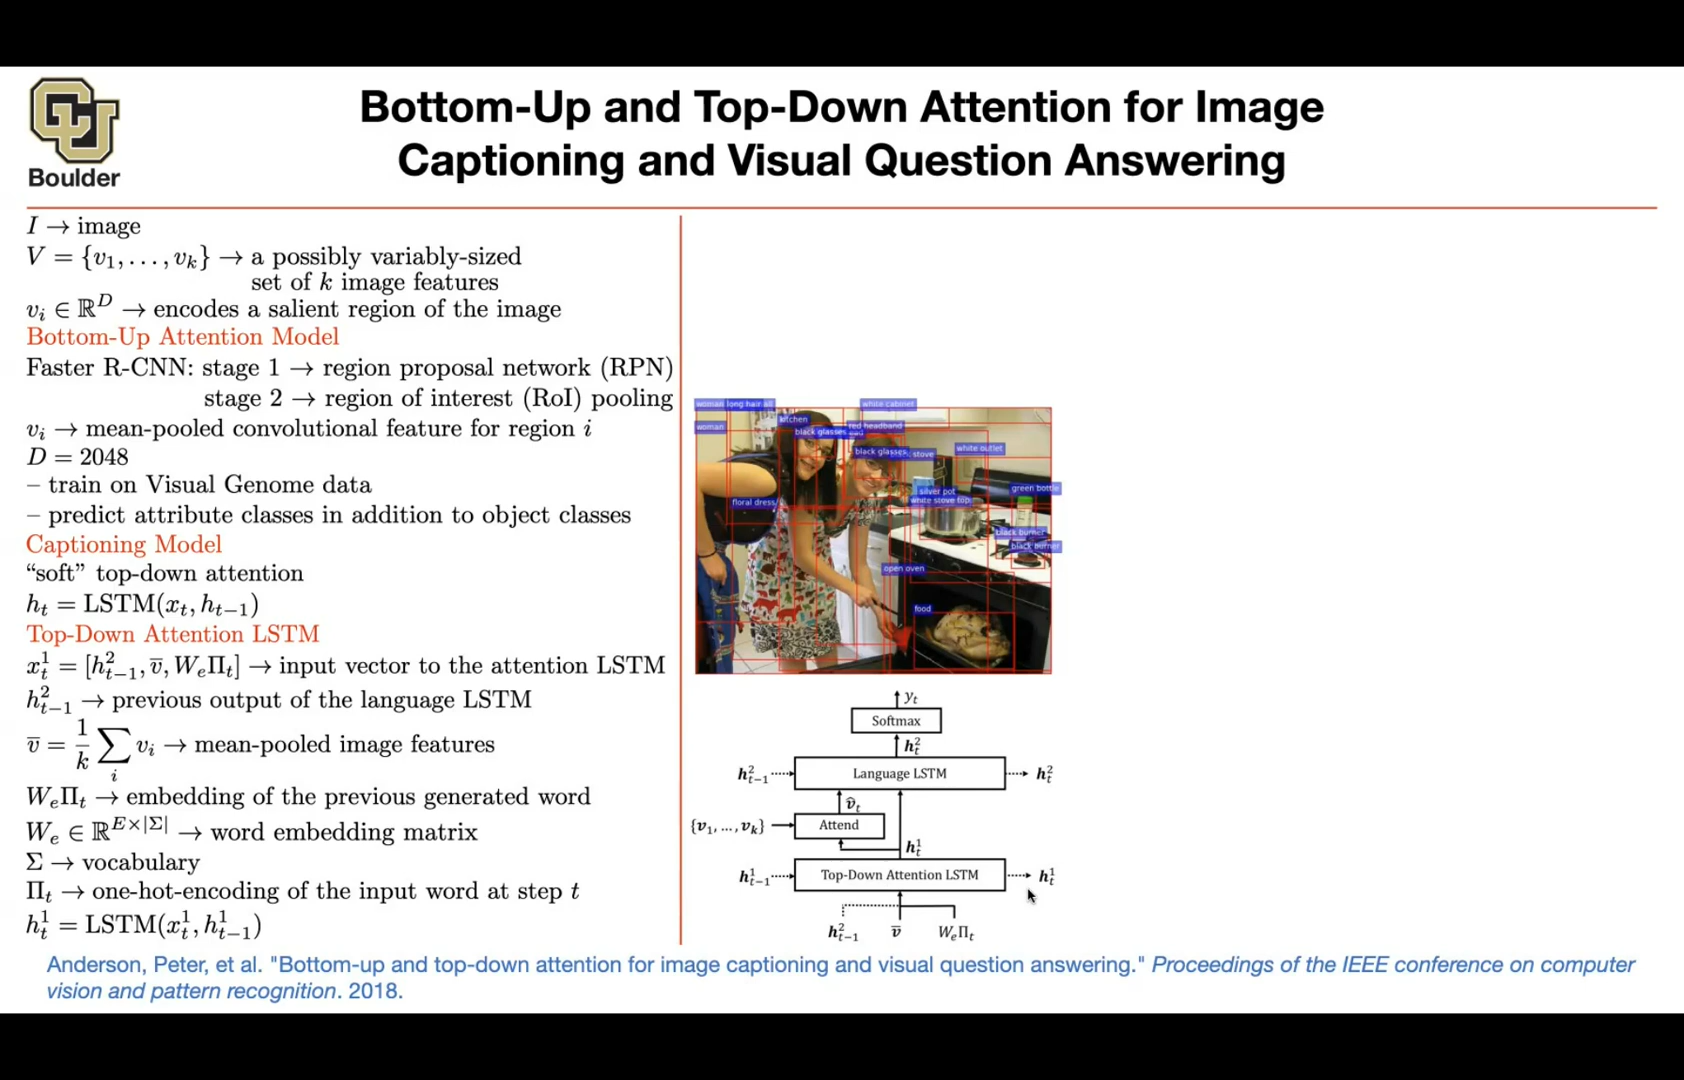 Boulder
Bottom-Up and Top-Down Attention for Image
Captioning and Visual Question Answering
I → image
V = {v₁, . . . , vₖ} → a possibly variably-sized
set of k image features
vᵢ ∈ ℝᴰ → encodes a salient region of the image
Bottom-Up Attention Model
Faster R-CNN: stage 1 → region proposal network (RPN)
stage 2 → region of interest (RoI) pooling
vᵢ → mean-pooled convolutional feature for region i
D = 2048
– train on Visual Genome data
– predict attribute classes in addition to object classes
Captioning Model
“soft” top-down attention
hₜ = LSTM(xₜ, hₜ₋₁)
Top-Down Attention LSTM
x¹ₜ = [h²ₜ₋₁, v̅, WₑΠₜ] → input vector to the attention LSTM
h²ₜ₋₁ → previous output of the language LSTM
v̅ = 1/k ∑ᵢ vᵢ → mean-pooled image features
WₑΠₜ → embedding of the previous generated word
Wₑ ∈ ℝ^{E×|Σ|} → word embedding matrix
Σ → vocabulary
Πₜ → one-hot-encoding of the input word at step t
h¹ₜ = LSTM(x¹ₜ, h¹ₜ₋₁)
woman long hair
white cabinet
kitchen
woman
black glasses
red headband
black glasses
stove
white outlet
silver pot
green bottle
floral dress
white stove top
black burner
black burner
open oven
food
yₜ
Softmax
h²ₜ
h²ₜ₋₁
Language LSTM
h²ₜ
v̂ₜ
{v₁, ..., vₖ}
Attend
h¹ₜ
h¹ₜ₋₁
Top-Down Attention LSTM
h¹ₜ
h²ₜ₋₁ v̅ WₑΠₜ
Anderson, Peter, et al. "Bottom-up and top-down attention for image captioning and visual question answering." Proceedings of the IEEE conference on computer
vision and pattern recognition. 2018.